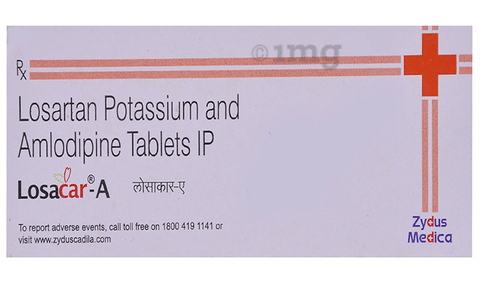 1mg
Rx
Losartan Potassium and
Amlodipine Tablets IP
Losacar®-A लोसाकार-ए
To report adverse events, call toll free on 1800 419 1141 or
visit www.zyduscadila.com
Zydus
Medica